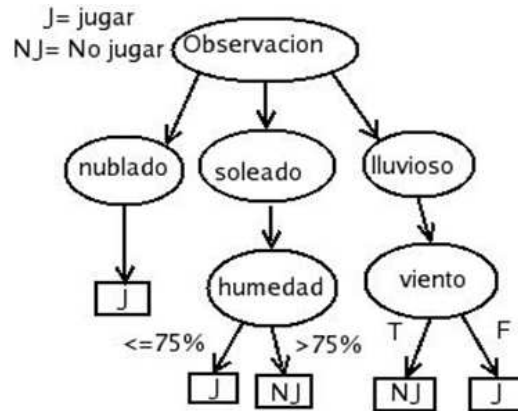 J= jugar
NJ= No jugar
Observacion
nublado
soleado
lluvioso
J
humedad
viento
<=75%
>75%
T
F
J
NJ
NJ
J